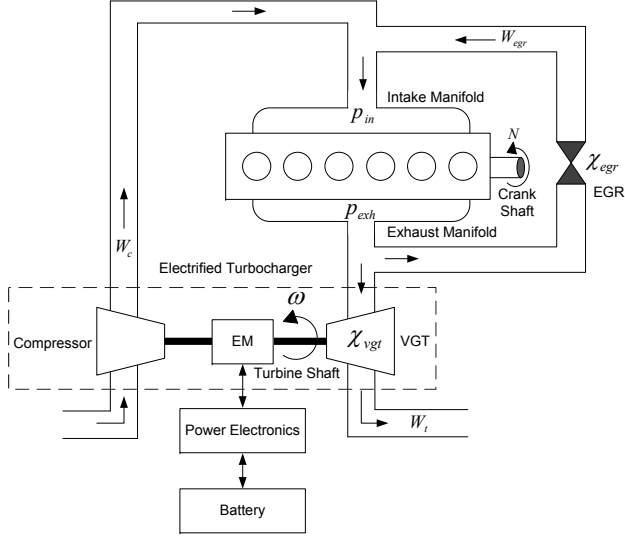 W_egr
Intake Manifold
p_in
N
χ_egr
EGR
Crank
Shaft
p_exh
Exhaust Manifold
W_c
Electrified Turbocharger
ω
Compressor
EM
χ_vgt
VGT
Turbine Shaft
Power Electronics
W_t
Battery